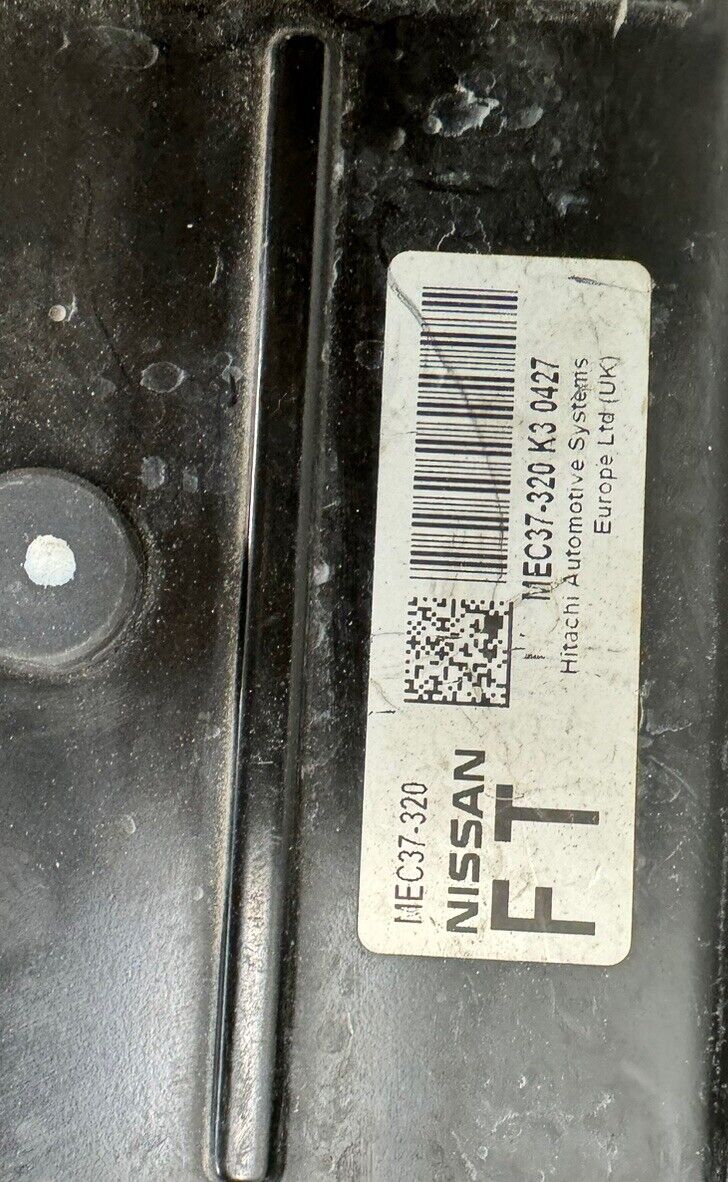 MEC37-320
NISSAN
FT
MEC37-320 K3 0427
Hitachi Automotive Systems
Europe Ltd (UK)